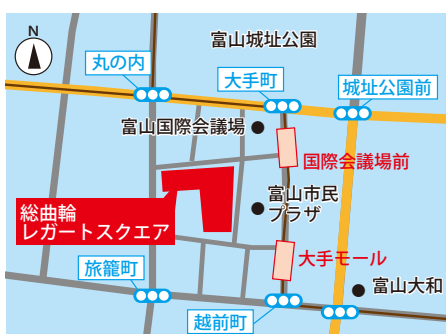 N
富山城址公園
丸の内
大手町
城址公園前
富山国際会議場
国際会議場前
総曲輪
レガートスクエア
富山市民
プラザ
大手モール
旅籠町
富山大和
越前町